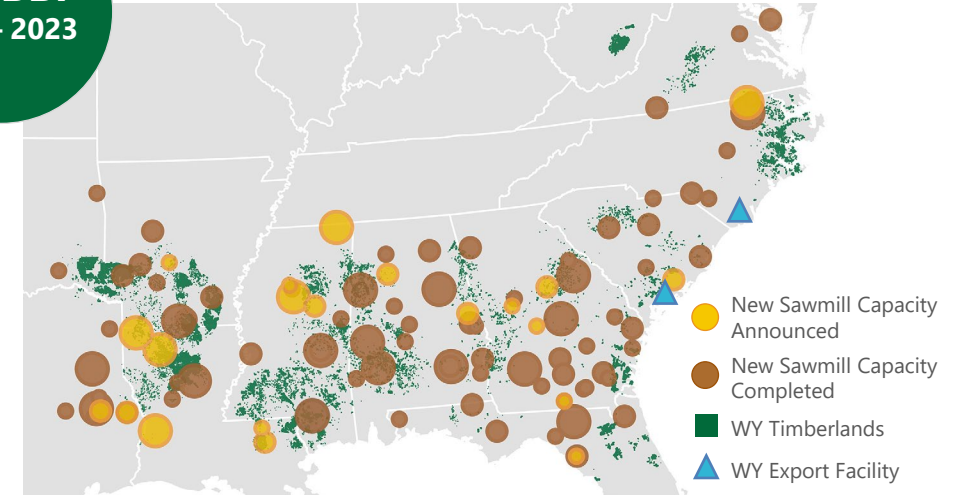 - 2023
New Sawmill Capacity
Announced
New Sawmill Capacity
Completed
WY Timberlands
WY Export Facility